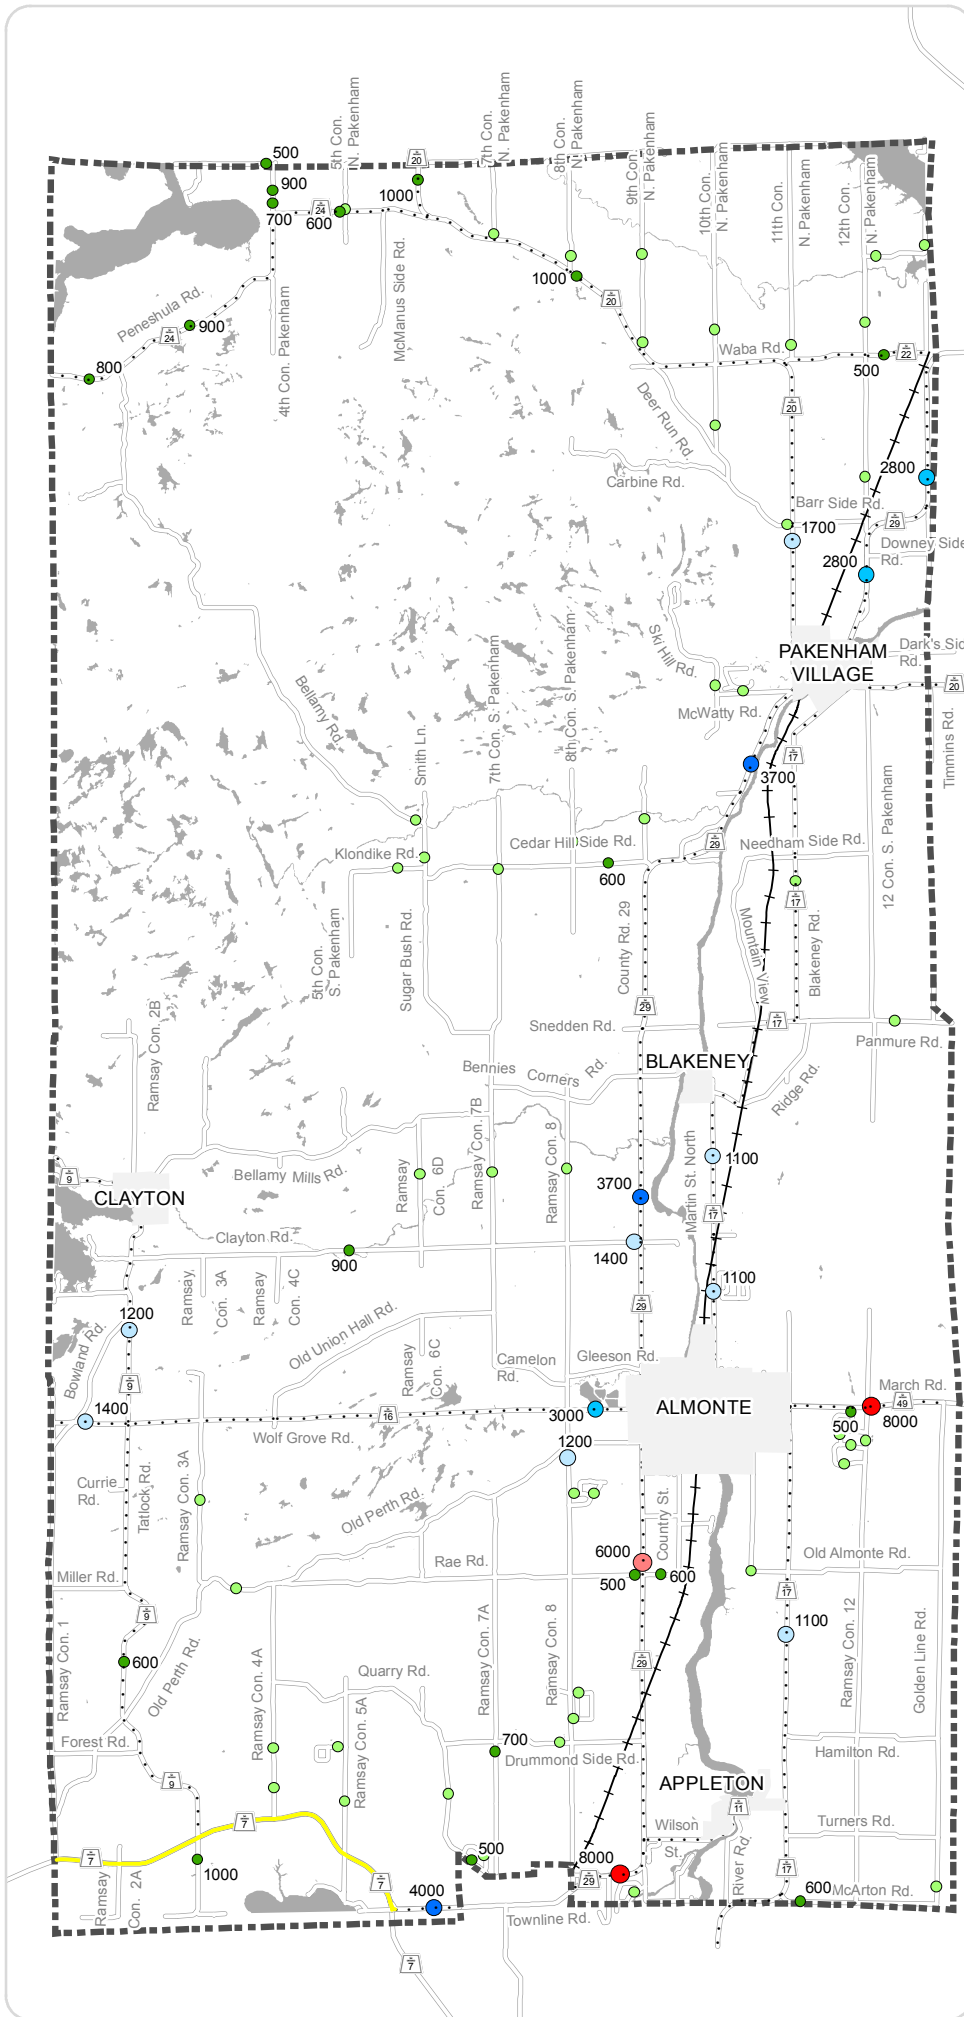 5th Con.
N. Pakenham
7th Con.
N. Pakenham
8th Con.
N. Pakenham
9th Con.
N. Pakenham
10th Con.
N. Pakenham
11th Con.
N. Pakenham
12th Con.
N. Pakenham
500
900
700
24
600
20
1000
1000
20
Peneshula Rd.
24
900
800
4th Con. Pakenham
McManus Side Rd.
Waba Rd.
22
500
20
Deer Run Rd.
Carbine Rd.
2800
Barr Side Rd.
29
1700
Downey Side
Rd.
2800
PAKENHAM
VILLAGE
Dark's Sid
Rd.
20
Ski Hill Rd.
McWatty Rd.
Timmins Rd.
Bellamy Rd.
Smith Ln.
7th Con. S. Pakenham
8th Con. S. Pakenham
17
3700
29
Needham Side Rd.
12 Con. S. Pakenham
Cedar Hill Side Rd.
Klondike Rd.
600
17
5th Con.
S. Pakenham
Sugar Bush Rd.
County Rd. 29
Mountain View
Blakeney Rd.
29
Snedden Rd.
17
Panmure Rd.
Ramsay Con. 2B
BLAKENEY
Bennies Corners Rd.
Ridge Rd.
Ramsay Con. 7B
Ramsay Con. 8
Ramsay
Con. 6D
Bellamy Mills Rd.
9
CLAYTON
1100
3700
Martin St. North
17
Clayton Rd.
900
1400
1100
Ramsay
Con. 3A
Ramsay
Con. 4C
29
1200
Bowland Rd.
Old Union Hall Rd.
Ramsay
Con. 6C
Camelon
Rd.
Gleeson Rd.
9
1400
16
Wolf Grove Rd.
3000
ALMONTE
March Rd.
49
500
8000
1200
Currie
Rd.
Tatlock Rd.
Ramsay Con. 3A
Old Perth Rd.
Country St.
Rae Rd.
6000
500
600
Old Almonte Rd.
Miller Rd.
17
9
1100
Ramsay Con. 1
600
Old Perth Rd.
Ramsay Con. 4A
Quarry Rd.
Ramsay Con. 5A
Ramsay Con. 7A
Ramsay Con. 8
29
Ramsay Con. 12
Golden Line Rd.
Forest Rd.
700
Drummond Side Rd.
Hamilton Rd.
9
APPLETON
11
7
Wilson
St.
Turners Rd.
7
1000
500
8000
29
17
River Rd.
Ramsay
Con. 2A
7
4000
Townline Rd.
600
McArton Rd.
7